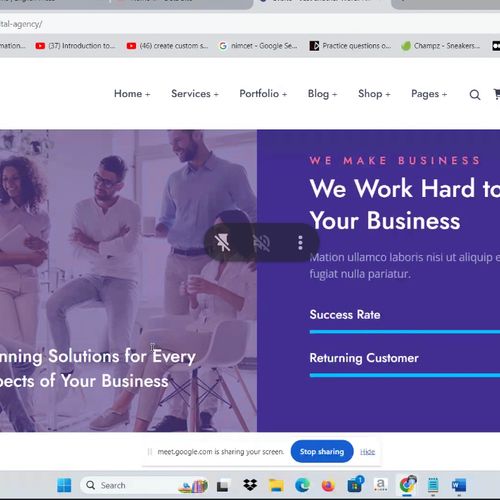 ital-agency/
mation...
(37) Introduction to...
(46) create custom s...
nimcet - Google Se...
Practice questions o...
Champz - Sneakers...
Home +
Services +
Portfolio +
Blog +
Shop +
Pages +
WE MAKE BUSINESS
We Work Hard to
Your Business
Mation ullamco laboris nisi ut aliquip e
fugiat nulla pariatur.
Success Rate
Returning Customer
nning Solutions for Every
pects of Your Business
meet.google.com is sharing your screen.
Stop sharing
Hide
Search